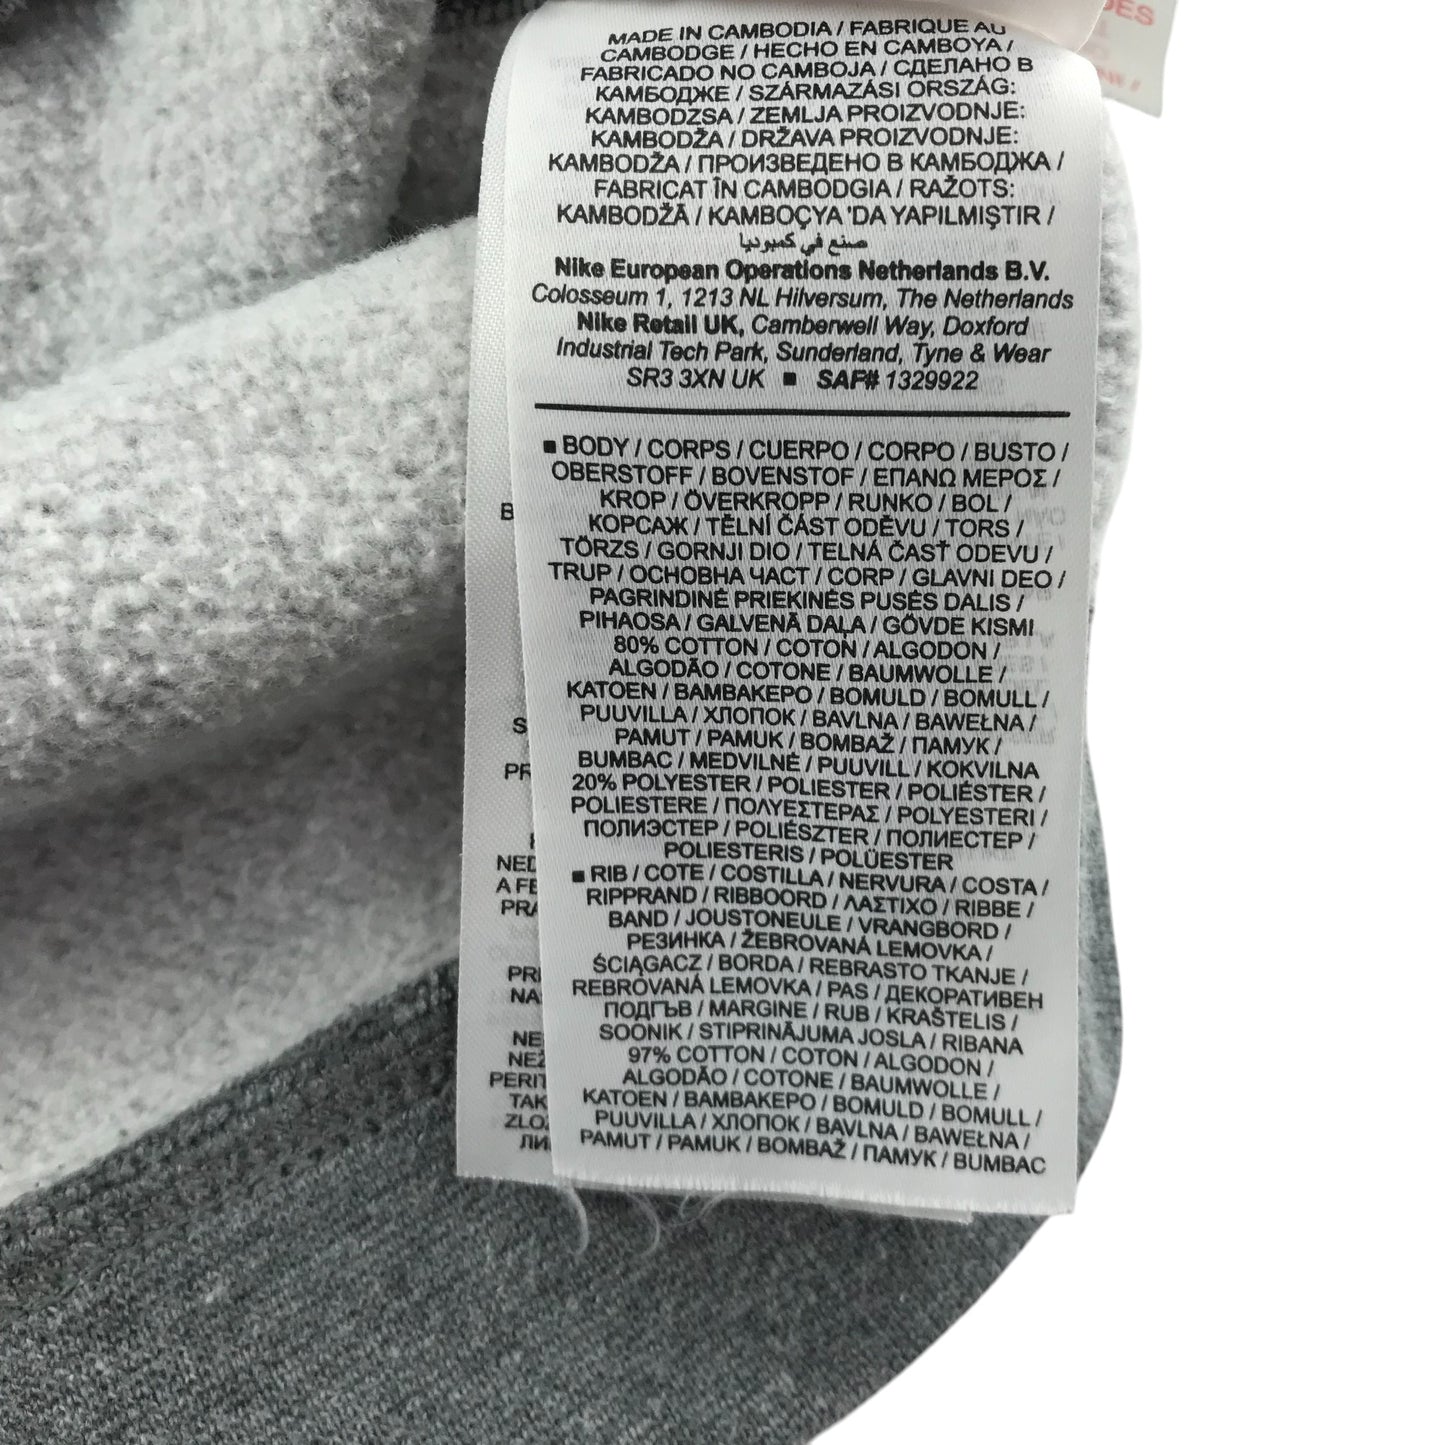 MADE IN CAMBODIA / FABRIQUE AU
CAMBODGE / HECHO EN CAMBOYA /
FABRICADO NO CAMBOJA / СДЕЛАНО В
КАМБОДЖЕ / SZÁRMAZÁSI ORSZÁG:
KAMBODZSA / ZEMLJA PROIZVODNJE:
KAMBODŽA / DRŽAVA PROIZVODNJE:
KAMBODŽA / ПРОИЗВЕДЕНО В КАМБОДЖА /
FABRICAT ÎN CAMBODGIA / RAŽOTS:
KAMBODŽĀ / KAMBOÇYA 'DA YAPILMIŞTIR /
صنع في كمبوديا
Nike European Operations Netherlands B.V.
Colosseum 1, 1213 NL Hilversum, The Netherlands
Nike Retail UK, Camberwell Way, Doxford
Industrial Tech Park, Sunderland, Tyne & Wear
SR3 3XN UK ■ SAF# 1329922
■ BODY / CORPS / CUERPO / CORPO / BUSTO /
OBERSTOFF / BOVENSTOF / ΕΠΑΝΩ ΜΕΡΟΣ /
KROP / ÖVERKROPP / RUNKO / BOL /
КОРСАЖ / TĚLNÍ ČÁST ODĚVU / TORS /
TÖRZS / GORNJI DIO / TELNÁ ČASŤ ODEVU /
TRUP / ОСНОВНА ЧАСТ / CORP / GLAVNI DEO /
PAGRINDINĖ PRIEKINĖS PUSĖS DALIS /
PIHAOSA / GALVENĀ DAĻA / GÖVDE KISMI
80% COTTON / COTON / ALGODON /
ALGODÃO / COTONE / BAUMWOLLE /
KATOEN / ΒΑΜΒΑΚΕΡΟ / BOMULD / BOMULL /
PUUVILLA / ХЛОПОК / BAVLNA / BAWEŁNA /
PAMUT / PAMUK / BOMBAŽ / ПАМУК /
BUMBAC / MEDVILNĖ / PUUVILL / KOKVILNA
20% POLYESTER / POLIESTER / POLIÉSTER /
POLIESTERE / ΠΟΛΥΕΣΤΕΡΑΣ / POLYESTERI /
ПОЛИЭСТЕР / POLIÉSZTER / ПОЛИЕСТЕР /
POLIESTERIS / POLÜESTER
■ RIB / COTE / COSTILLA / NERVURA / COSTA /
RIPPRAND / RIBBOORD / ΛΑΣΤΙΧΟ / RIBBE /
BAND / JOUSTONEULE / VRANGBORD /
РЕЗИНКА / ŽEBROVANÁ LEMOVKA /
ŚCIĄGACZ / BORDA / REBRASTO TKANJE /
REBROVANÁ LEMOVKA / PAS / ДЕКОРАТИВЕН
ПОДГЪВ / MARGINE / RUB / KRAŠTELIS /
SOONIK / STIPRINĀJUMA JOSLA / RIBANA
97% COTTON / COTON / ALGODON /
ALGODÃO / COTONE / BAUMWOLLE /
KATOEN / ΒΑΜΒΑΚΕΡΟ / BOMULD / BOMULL /
PUUVILLA / ХЛОПОК / BAVLNA / BAWEŁNA /
PAMUT / PAMUK / BOMBAŽ / ПАМУК / BUMBAC